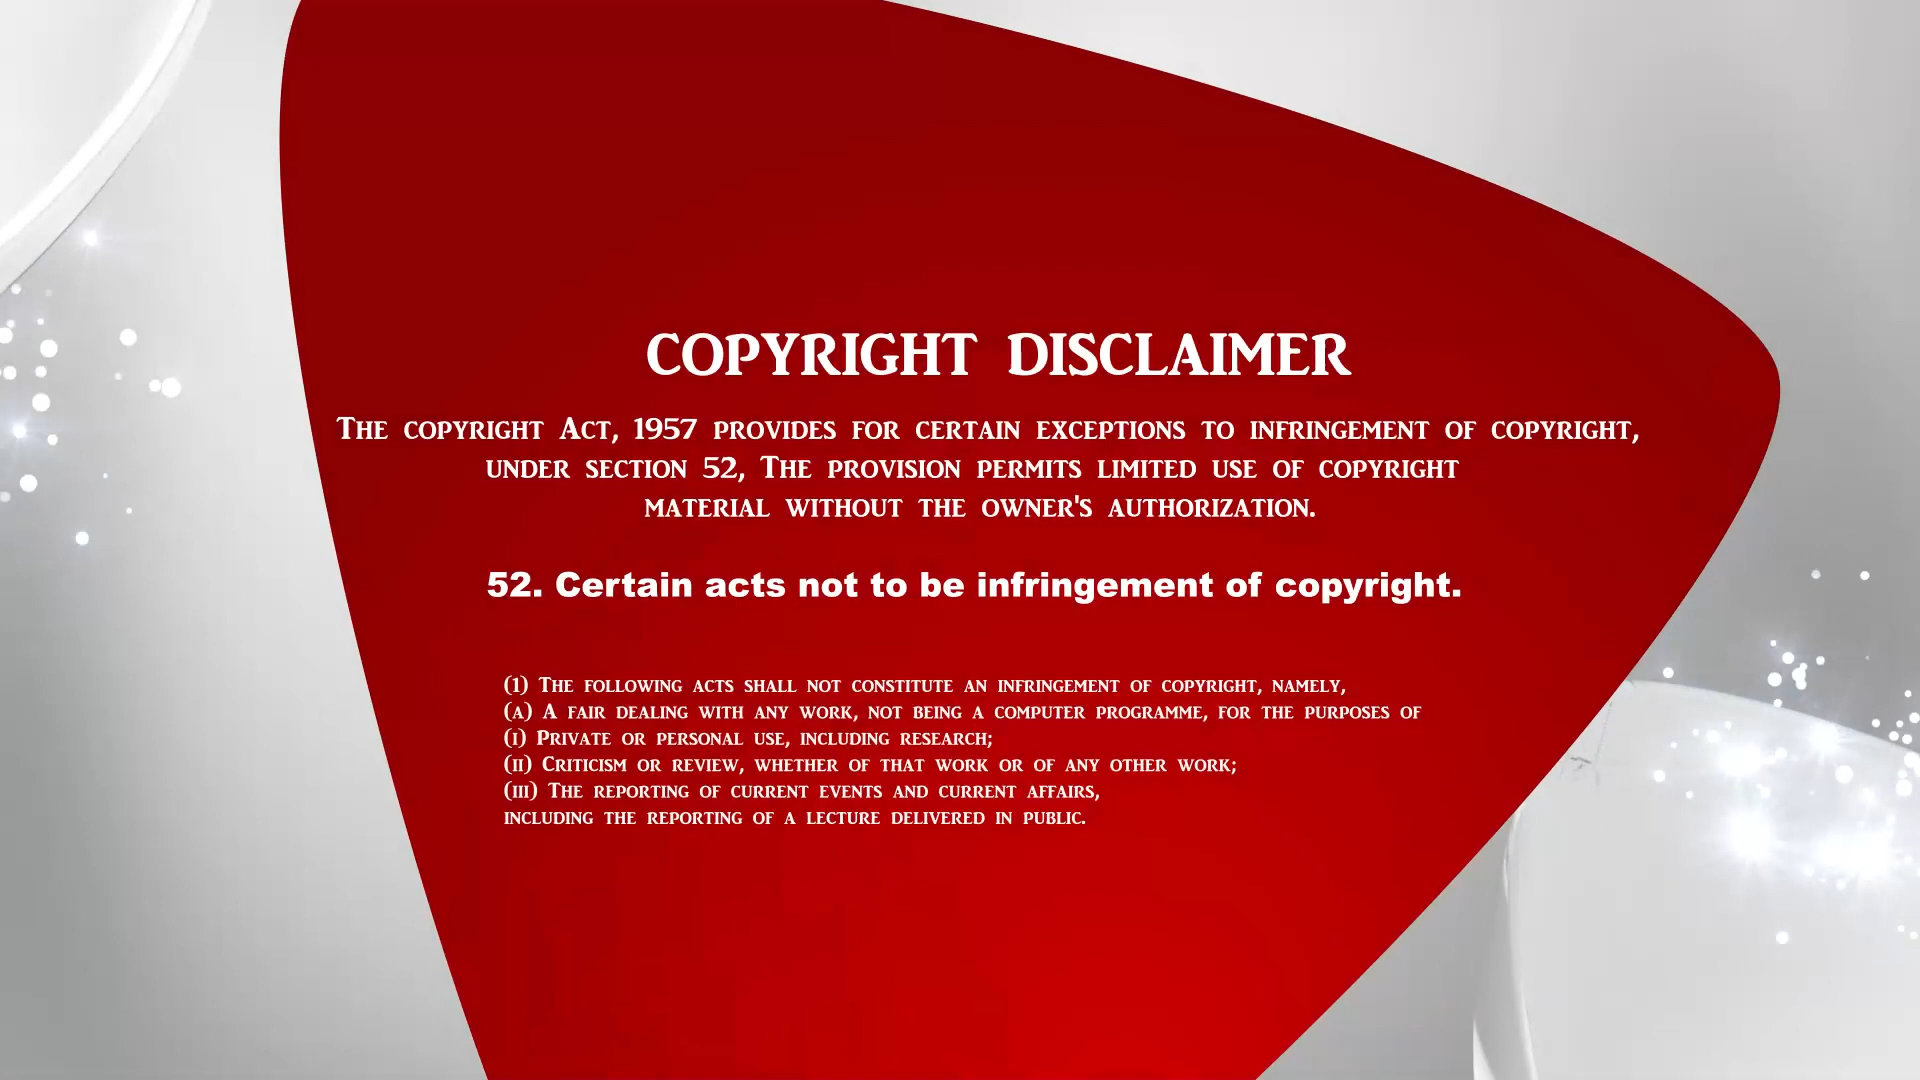 COPYRIGHT DISCLAIMER
The copyright Act, 1957 provides for certain exceptions to infringement of copyright,
under section 52, The provision permits limited use of copyright
material without the owner's authorization.
52. Certain acts not to be infringement of copyright.
(1) The following acts shall not constitute an infringement of copyright, namely,
(a) A fair dealing with any work, not being a computer programme, for the purposes of
(i) Private or personal use, including research;
(ii) Criticism or review, whether of that work or of any other work;
(iii) The reporting of current events and current affairs,
including the reporting of a lecture delivered in public.